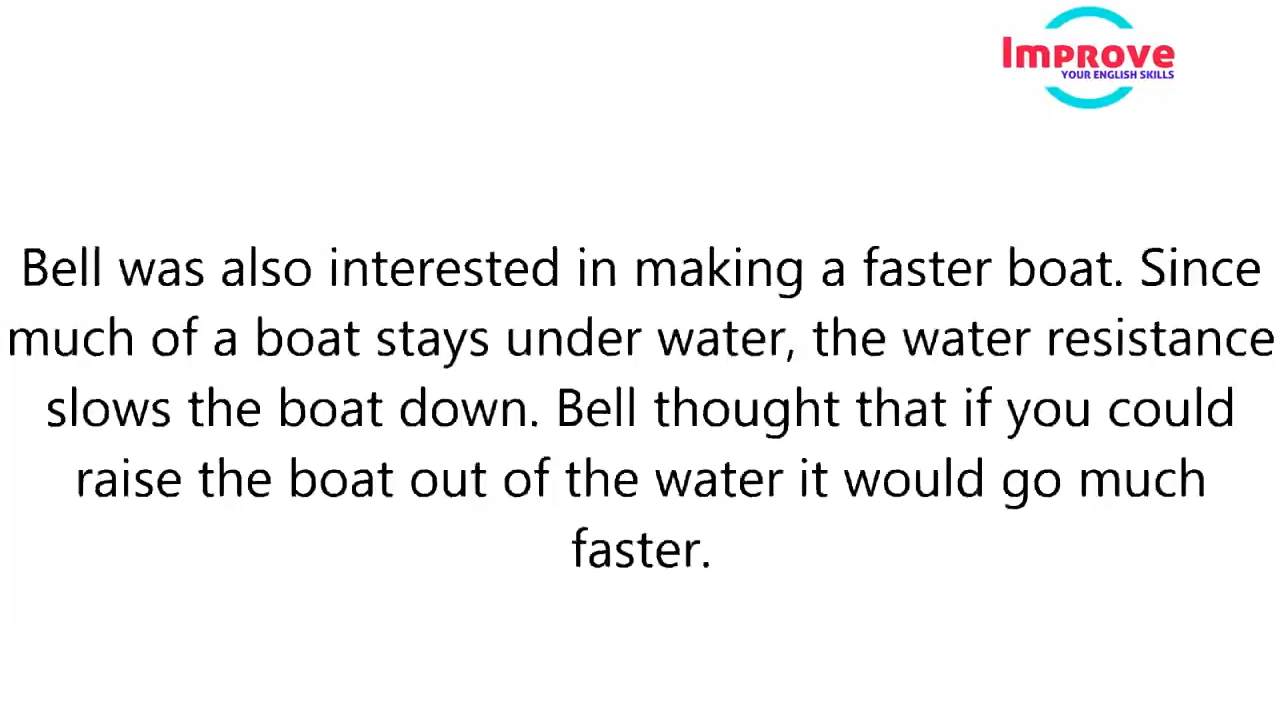 Improve
YOUR ENGLISH SKILLS
Bell was also interested in making a faster boat. Since
much of a boat stays under water, the water resistance
slows the boat down. Bell thought that if you could
raise the boat out of the water it would go much
faster.